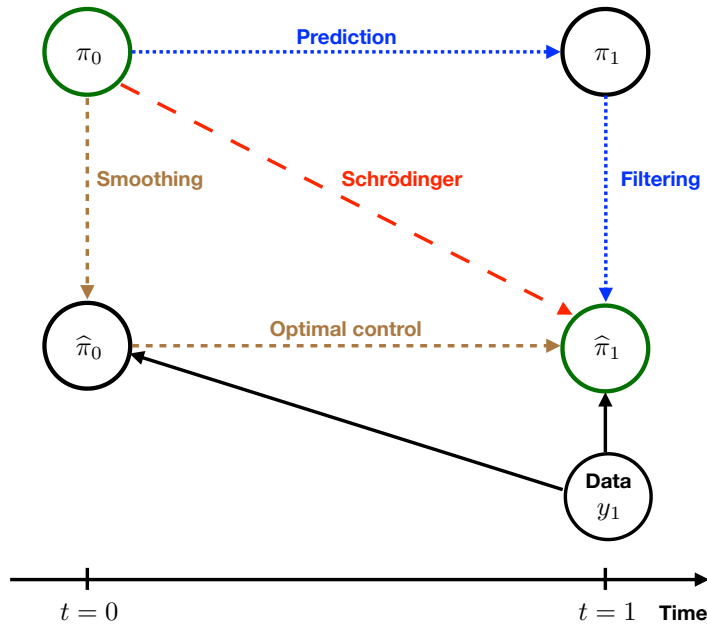 π₀
Prediction
π₁
Smoothing
Schrödinger
Filtering
π̂₀
Optimal control
π̂₁
Data
y₁
t = 0
t = 1
Time